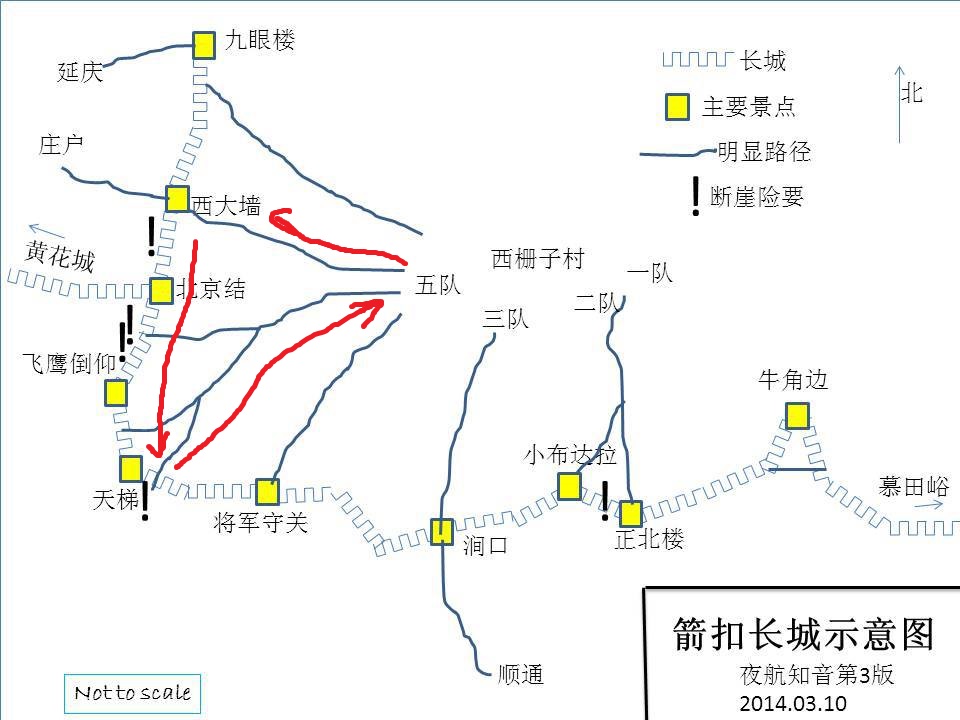 九眼楼
延庆
长城
北
主要景点
庄户
明显路径
断崖险要
西大墙
黄花城
西栅子村
一队
北京结
五队
二队
三队
飞鹰倒仰
牛角边
小布达拉
天梯
慕田峪
将军守关
涧口
正北楼
箭扣长城示意图
顺通
夜航知音第3版
Not to scale
2014.03.10